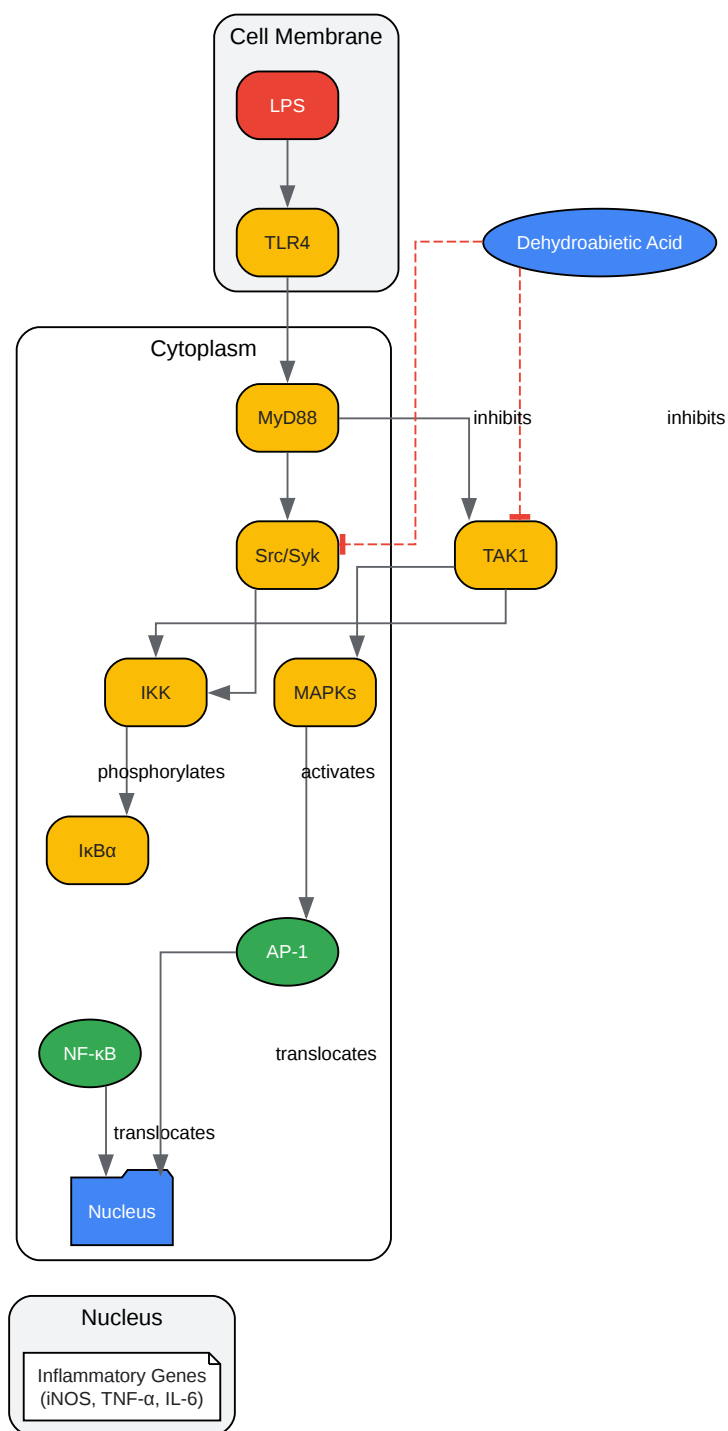 Cell Membrane
LPS
TLR4
Dehydroabietic Acid
Cytoplasm
MyD88
inhibits
inhibits
Src/Syk
TAK1
IKK
MAPKs
phosphorylates
activates
IκBα
AP-1
NF-κB
translocates
translocates
Nucleus
Nucleus
Inflammatory Genes
(iNOS, TNF-α, IL-6)